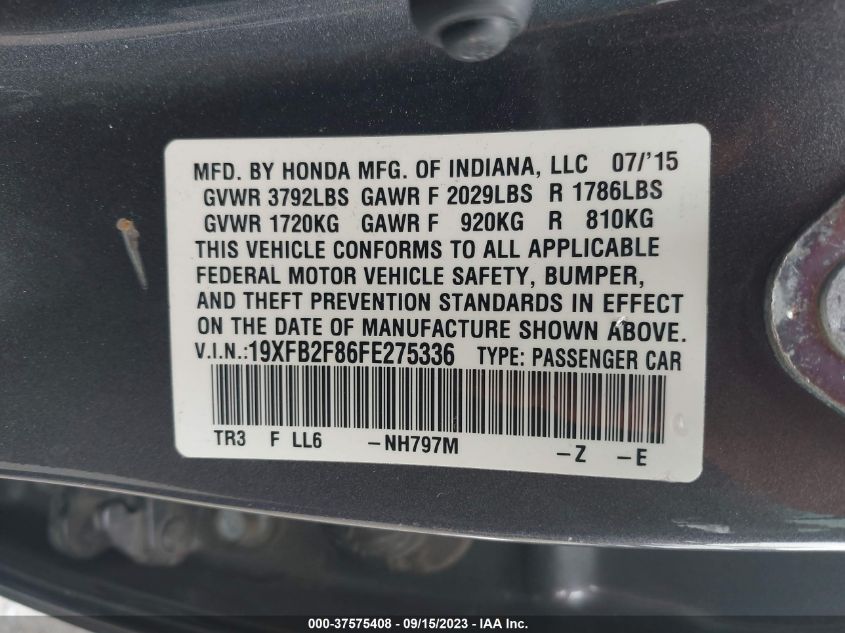 MFD. BY HONDA MFG. OF INDIANA, LLC 07/'15
GVWR 3792LBS GAWR F 2029LBS R 1786LBS
GVWR 1720KG GAWR F 920KG R 810KG
THIS VEHICLE CONFORMS TO ALL APPLICABLE
FEDERAL MOTOR VEHICLE SAFETY, BUMPER,
AND THEFT PREVENTION STANDARDS IN EFFECT
ON THE DATE OF MANUFACTURE SHOWN ABOVE.
V.I.N.:19XFB2F86FE275336 TYPE: PASSENGER CAR
TR3 F LL6 -NH797M -Z -E
000-37575408 - 09/15/2023 - IAA Inc.